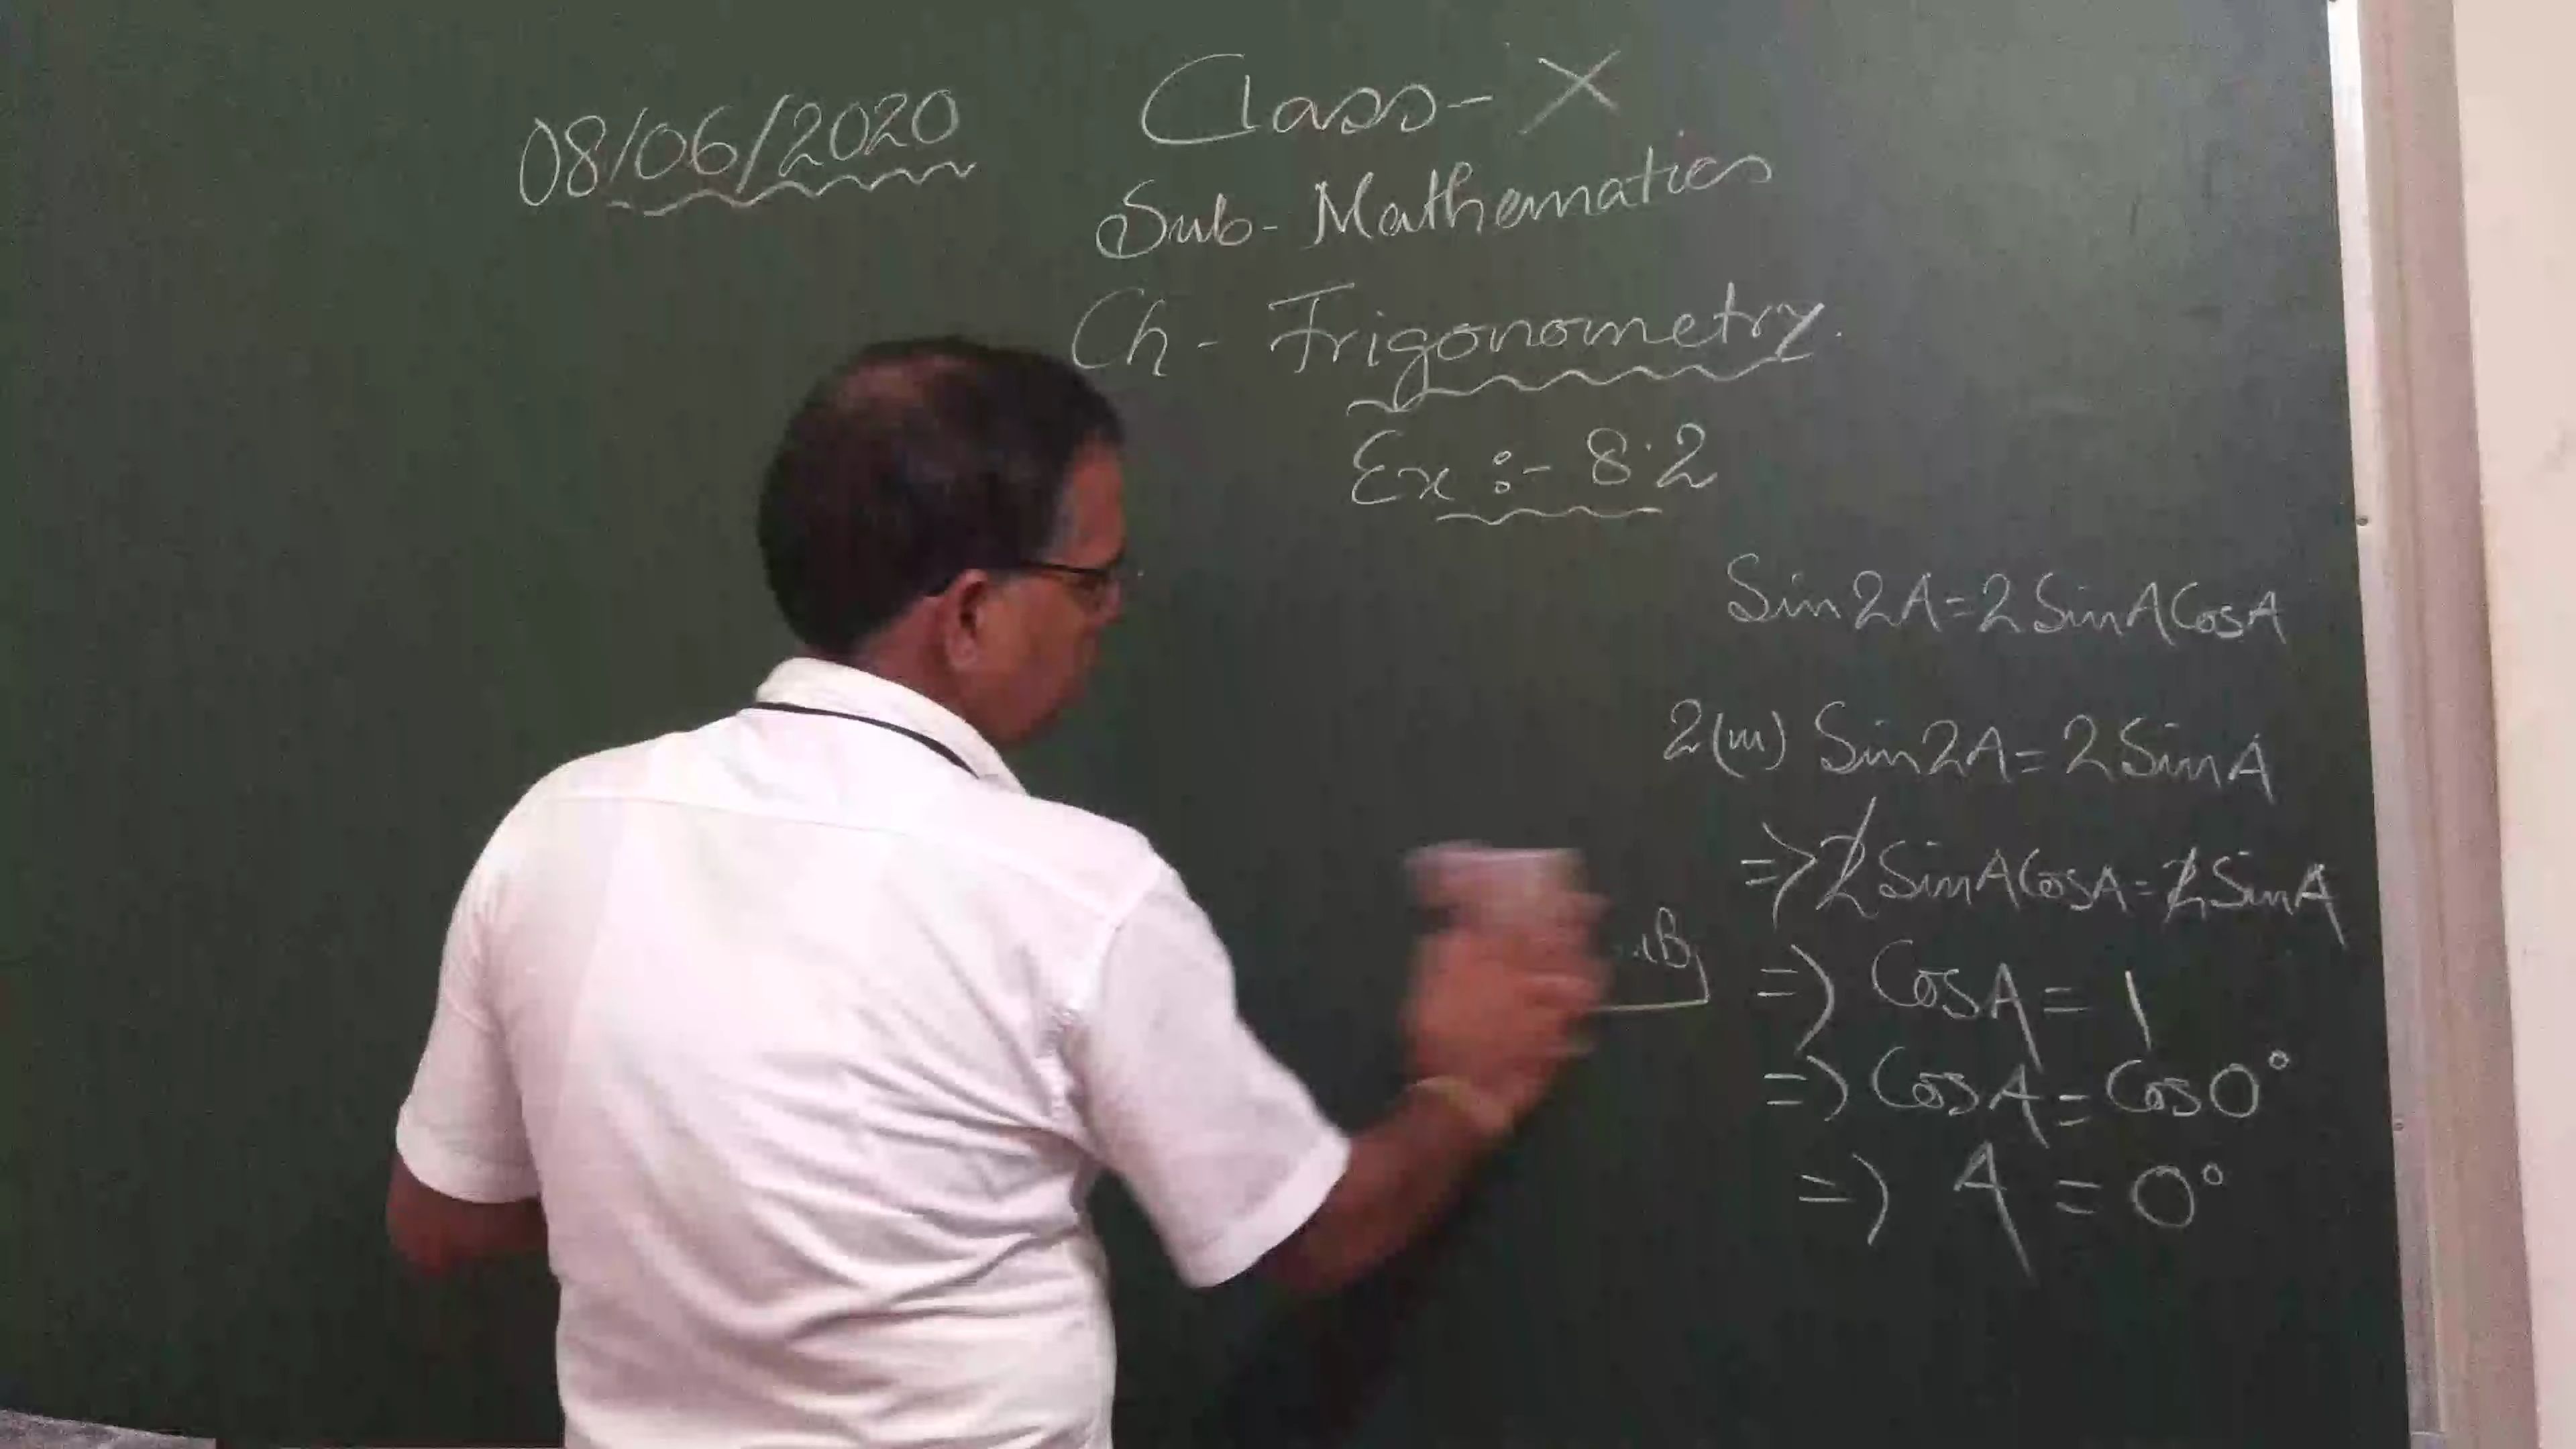 08/06/2020
Class - X
Sub - Mathematics
Ch - Trigonometry.
Ex :- 8.2
Sin2A = 2SinACosA
2(iii) Sin2A = 2SinA
=> 2SinACosA = 2SinA
B
=> CosA = 1
=> CosA = Cos0°
=> A = 0°